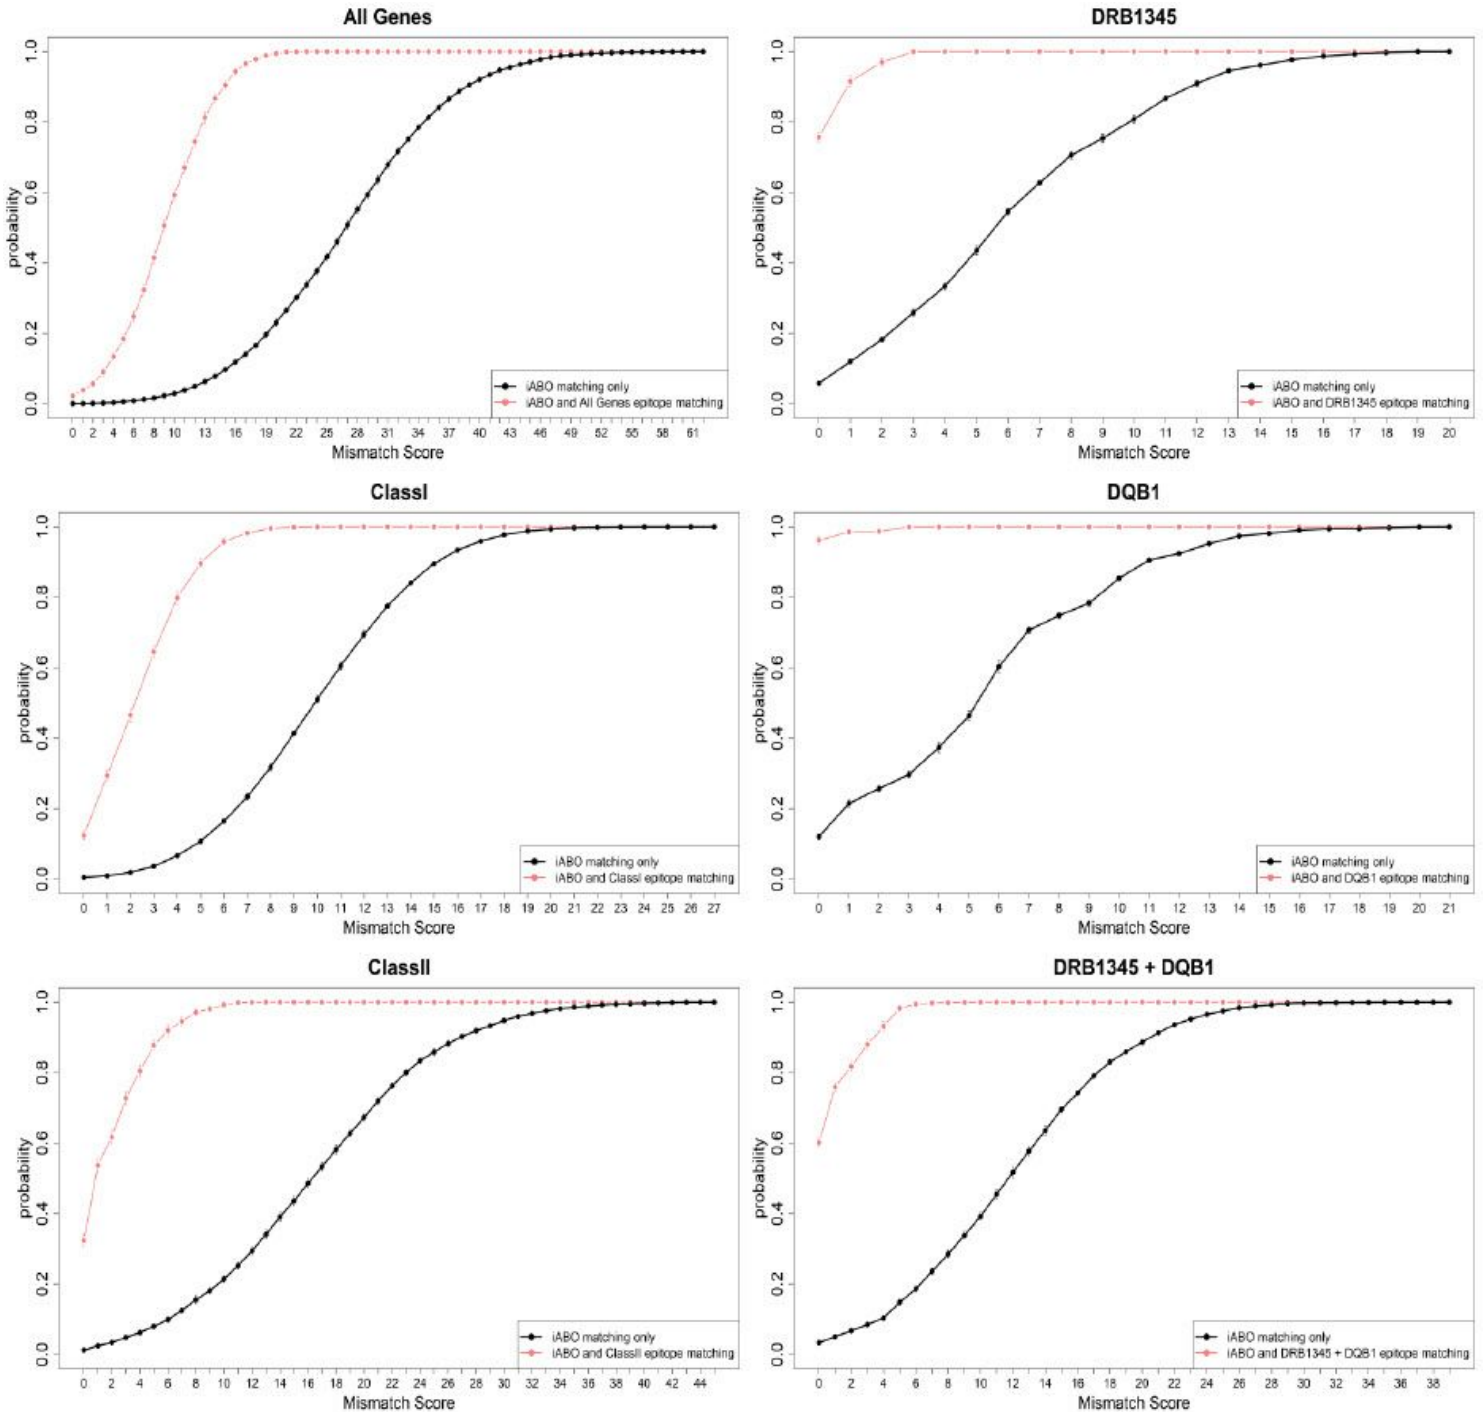 All Genes
1.0
0.8
0.6
0.4
0.2
0.0
probability
iABO matching only
iABO and All Genes epitope matching
0 2 4 6 8 10 13 16 19 22 25 28 31 34 37 40 43 46 49 52 55 58 61
Mismatch Score
DRB1345
1.0
0.8
0.6
0.4
0.2
0.0
probability
iABO matching only
iABO and DRB1345 epitope matching
0 1 2 3 4 5 6 7 8 9 10 11 12 13 14 15 16 17 18 19 20
Mismatch Score
ClassI
1.0
0.8
0.6
0.4
0.2
0.0
probability
iABO matching only
iABO and ClassI epitope matching
0 1 2 3 4 5 6 7 8 9 10 11 12 13 14 15 16 17 18 19 20 21 22 23 24 25 26 27
Mismatch Score
DQB1
1.0
0.8
0.6
0.4
0.2
0.0
probability
iABO matching only
iABO and DQB1 epitope matching
0 1 2 3 4 5 6 7 8 9 10 11 12 13 14 15 16 17 18 19 20 21
Mismatch Score
ClassII
1.0
0.8
0.6
0.4
0.2
0.0
probability
iABO matching only
iABO and ClassII epitope matching
0 2 4 6 8 10 12 14 16 18 20 22 24 26 28 30 32 34 36 38 40 42 44
Mismatch Score
DRB1345 + DQB1
1.0
0.8
0.6
0.4
0.2
0.0
probability
iABO matching only
iABO and DRB1345 + DQB1 epitope matching
0 2 4 6 8 10 12 14 16 18 20 22 24 26 28 30 32 34 36 38
Mismatch Score